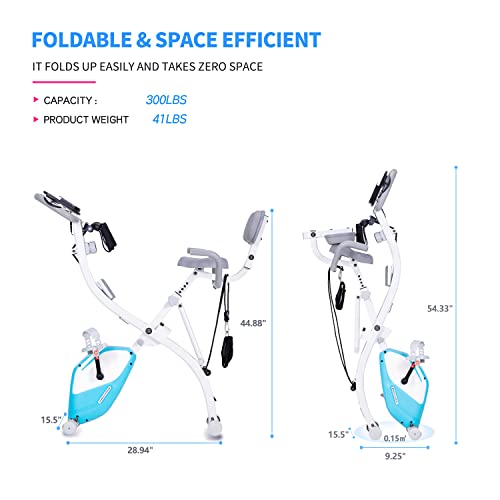 FOLDABLE & SPACE EFFICIENT
IT FOLDS UP EASILY AND TAKES ZERO SPACE
CAPACITY : 300LBS
PRODUCT WEIGHT 41LBS
44.88"
54.33"
15.5"
28.94"
15.5"
0.15㎡
9.25"